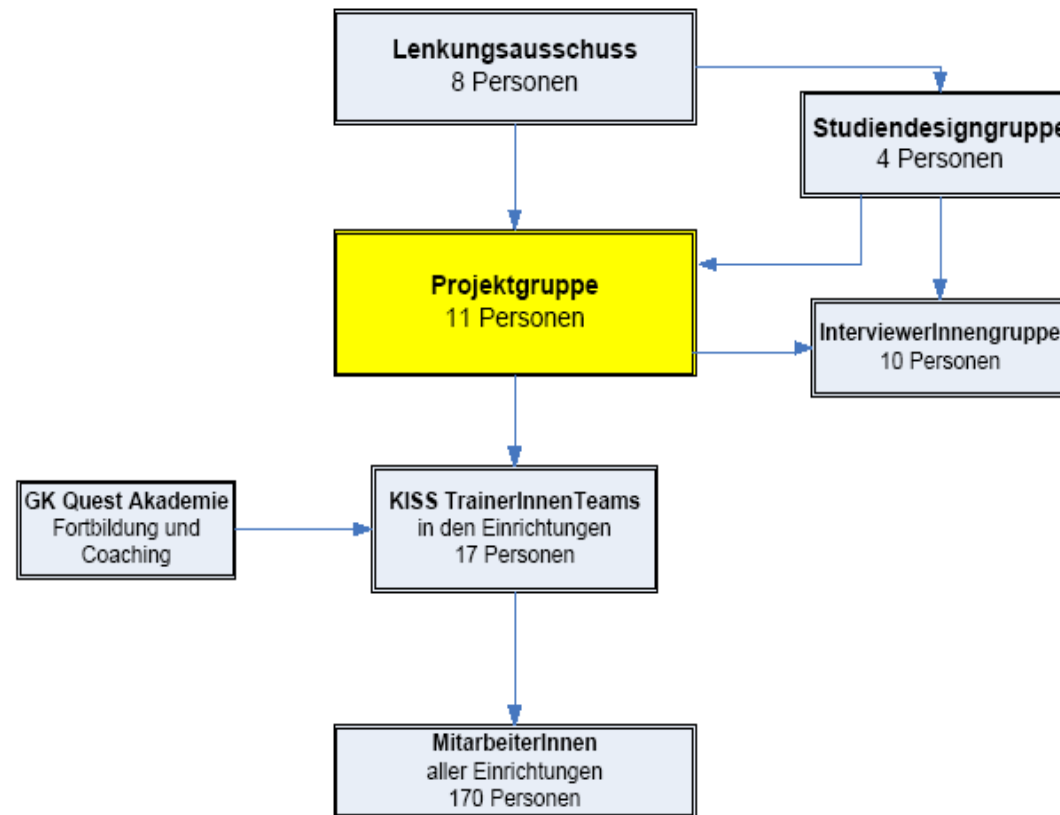 Lenkungsausschuss
8 Personen
Studiendesigngruppe
4 Personen
Projektgruppe
11 Personen
InterviewerInnengruppe
10 Personen
GK Quest Akademie
Fortbildung und
Coaching
KISS TrainerInnenTeams
in den Einrichtungen
17 Personen
MitarbeiterInnen
aller Einrichtungen
170 Personen